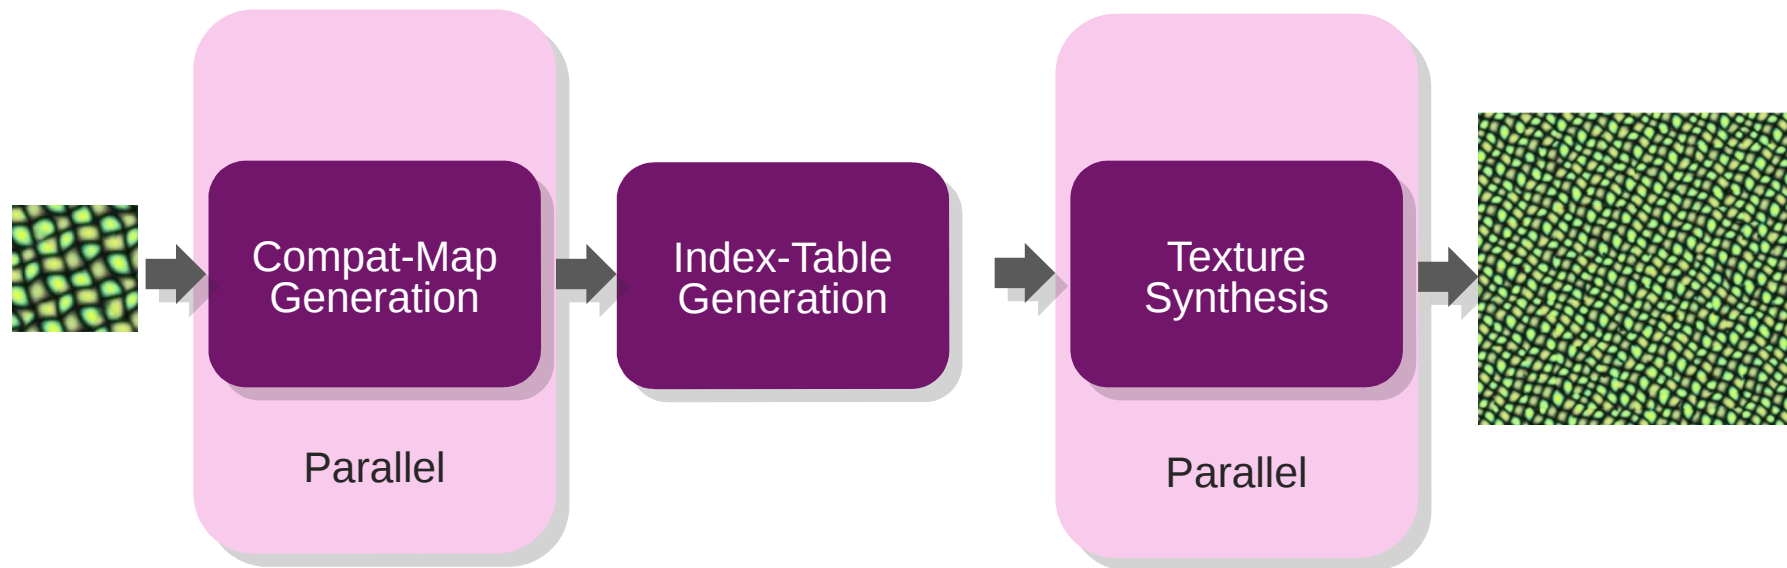 Compat-Map
Generation
Parallel
Index-Table
Generation
Texture
Synthesis
Parallel